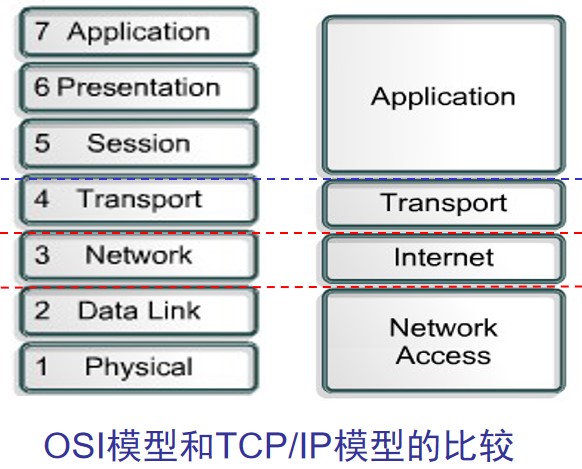 7 Application
6 Presentation
5 Session
4 Transport
3 Network
2 Data Link
1 Physical
Application
Transport
Internet
Network
Access
OSI模型和TCP/IP模型的比较